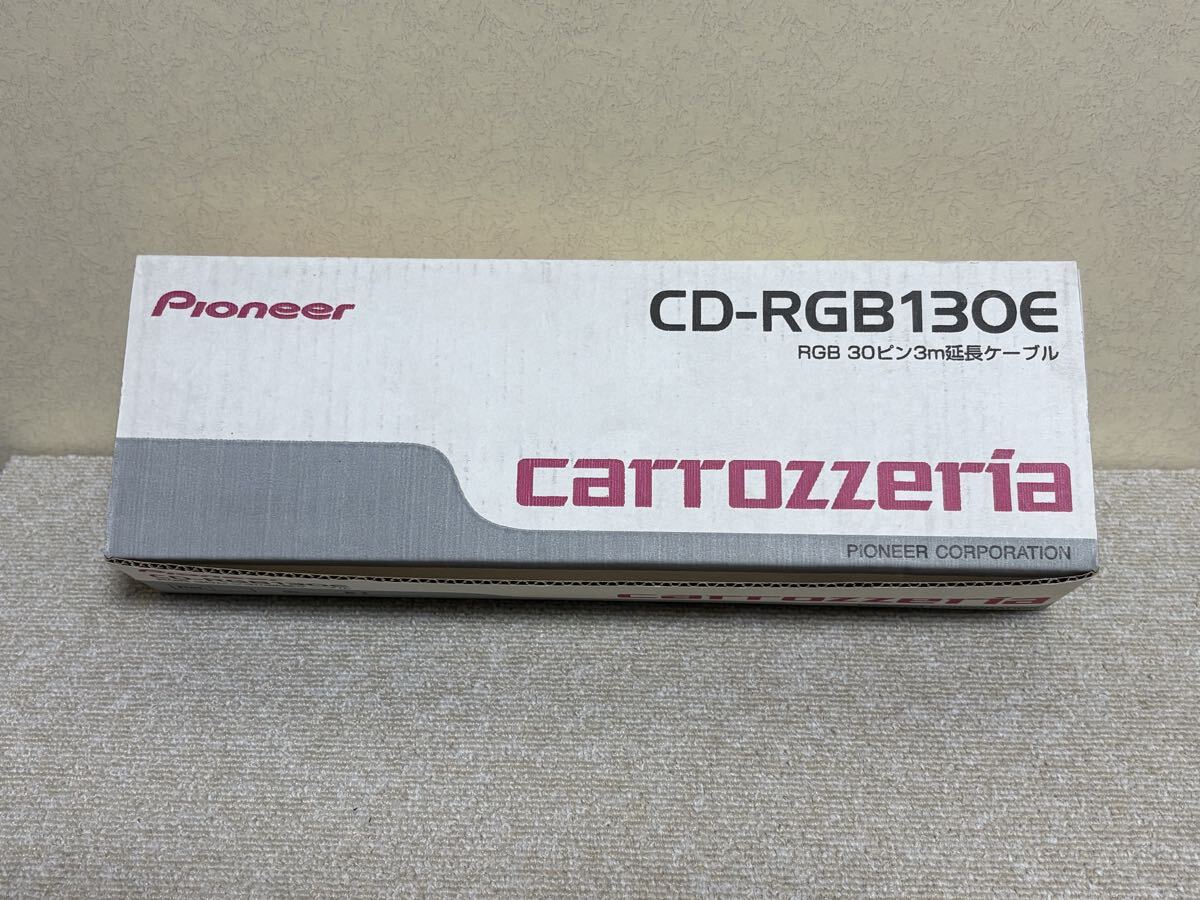 Pioneer
CD-RGB130E
RGB 30ピン3m延長ケーブル
carrozzeria
PIONEER CORPORATION
carrozzeria